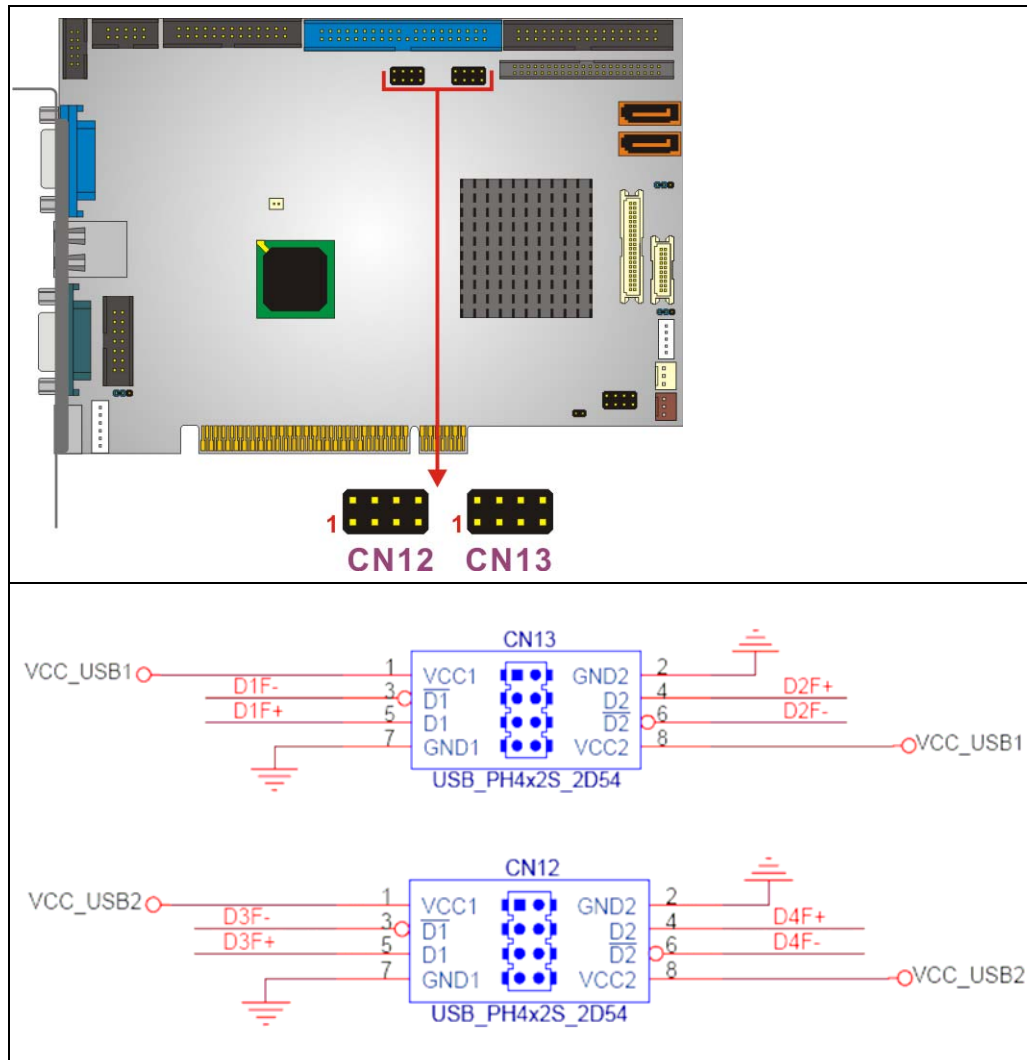 1
1
CN12 CN13
CN13
VCC_USB1
1 VCC1 GND2 2
D1F- 3 D1 D2 4 D2F+
D1F+ 5 D1 D2 6 D2F-
7 GND1 VCC2 8
VCC_USB1
USB_PH4x2S_2D54
CN12
VCC_USB2
1 VCC1 GND2 2
D3F- 3 D1 D2 4 D4F+
D3F+ 5 D1 D2 6 D4F-
7 GND1 VCC2 8
VCC_USB2
USB_PH4x2S_2D54